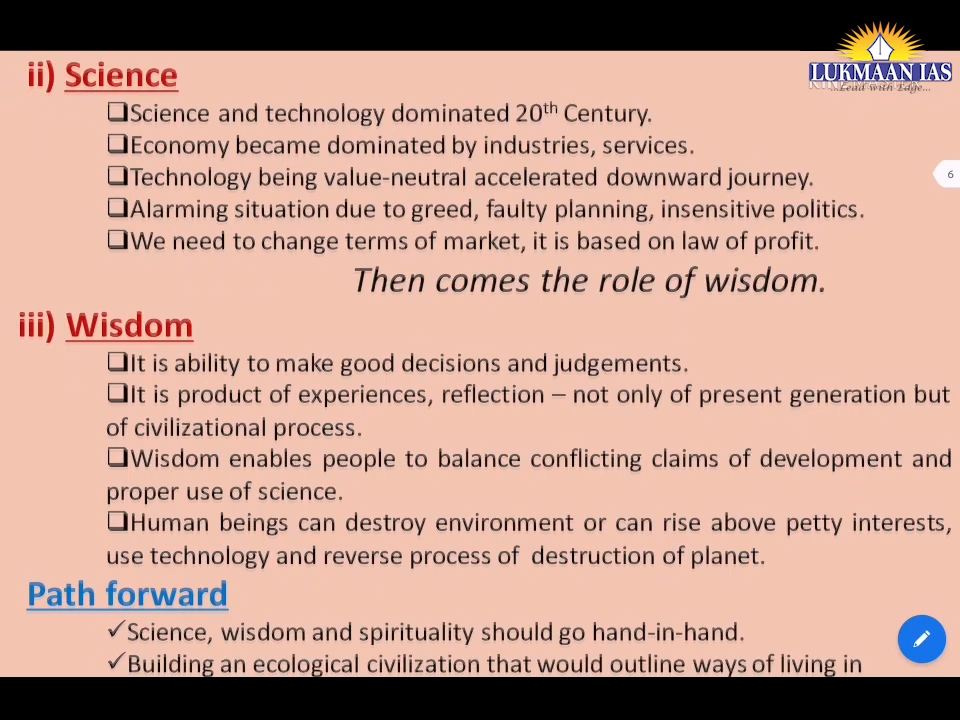 LUKMAAN IAS
...Lead with Edge...
ii) Science
❑Science and technology dominated 20th Century.
❑Economy became dominated by industries, services.
❑Technology being value-neutral accelerated downward journey.
6
❑Alarming situation due to greed, faulty planning, insensitive politics.
❑We need to change terms of market, it is based on law of profit.
Then comes the role of wisdom.
iii) Wisdom
❑It is ability to make good decisions and judgements.
❑It is product of experiences, reflection – not only of present generation but
of civilizational process.
❑Wisdom enables people to balance conflicting claims of development and
proper use of science.
❑Human beings can destroy environment or can rise above petty interests,
use technology and reverse process of destruction of planet.
Path forward
✓Science, wisdom and spirituality should go hand-in-hand.
✓Building an ecological civilization that would outline ways of living in